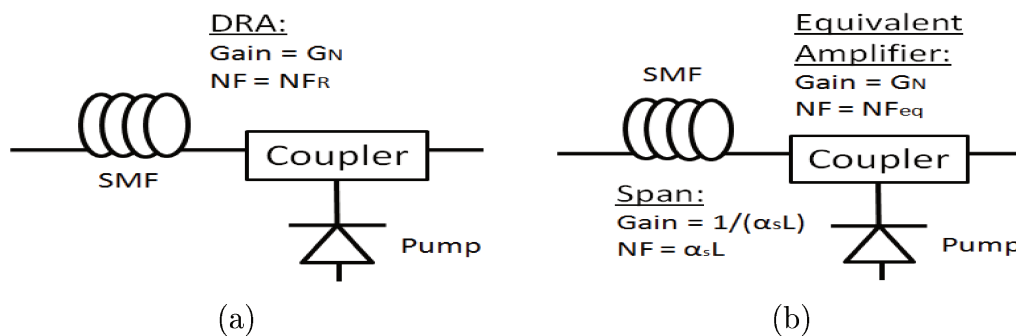 DRA:
Gain = GN
NF = NFR
SMF
Coupler
Pump
(a)
Equivalent
Amplifier:
Gain = GN
NF = NFeq
SMF
Coupler
Span:
Gain = 1/(αsL)
NF = αsL
Pump
(b)